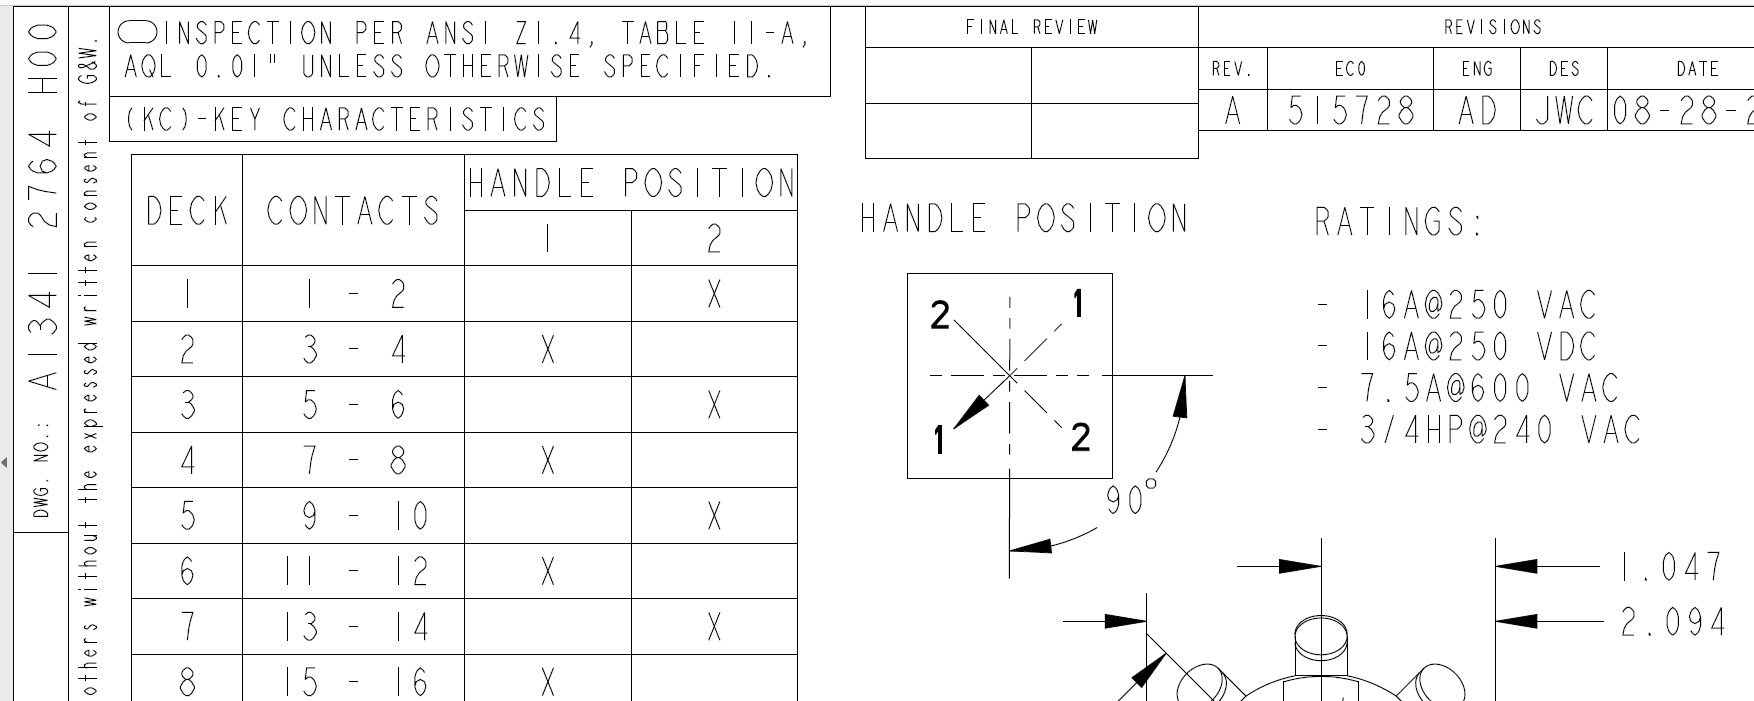 DWG. NO.: A134 2764 H00
others without the expressed written consent of G&W.
INSPECTION PER ANSI Z1.4, TABLE II-A,
AQL 0.01" UNLESS OTHERWISE SPECIFIED.
(KC)-KEY CHARACTERISTICS
DECK CONTACTS HANDLE POSITION
1 2
1 1 - 2 X
2 3 - 4 X
3 5 - 6 X
4 7 - 8 X
5 9 - 10 X
6 11 - 12 X
7 13 - 14 X
8 15 - 16 X
FINAL REVIEW
REVISIONS
REV. ECO ENG DES DATE
A 515728 AD JWC 08-28-2
HANDLE POSITION
2 1
1 2
90°
RATINGS:
- 16A@250 VAC
- 16A@250 VDC
- 7.5A@600 VAC
- 3/4HP@240 VAC
1.047
2.094